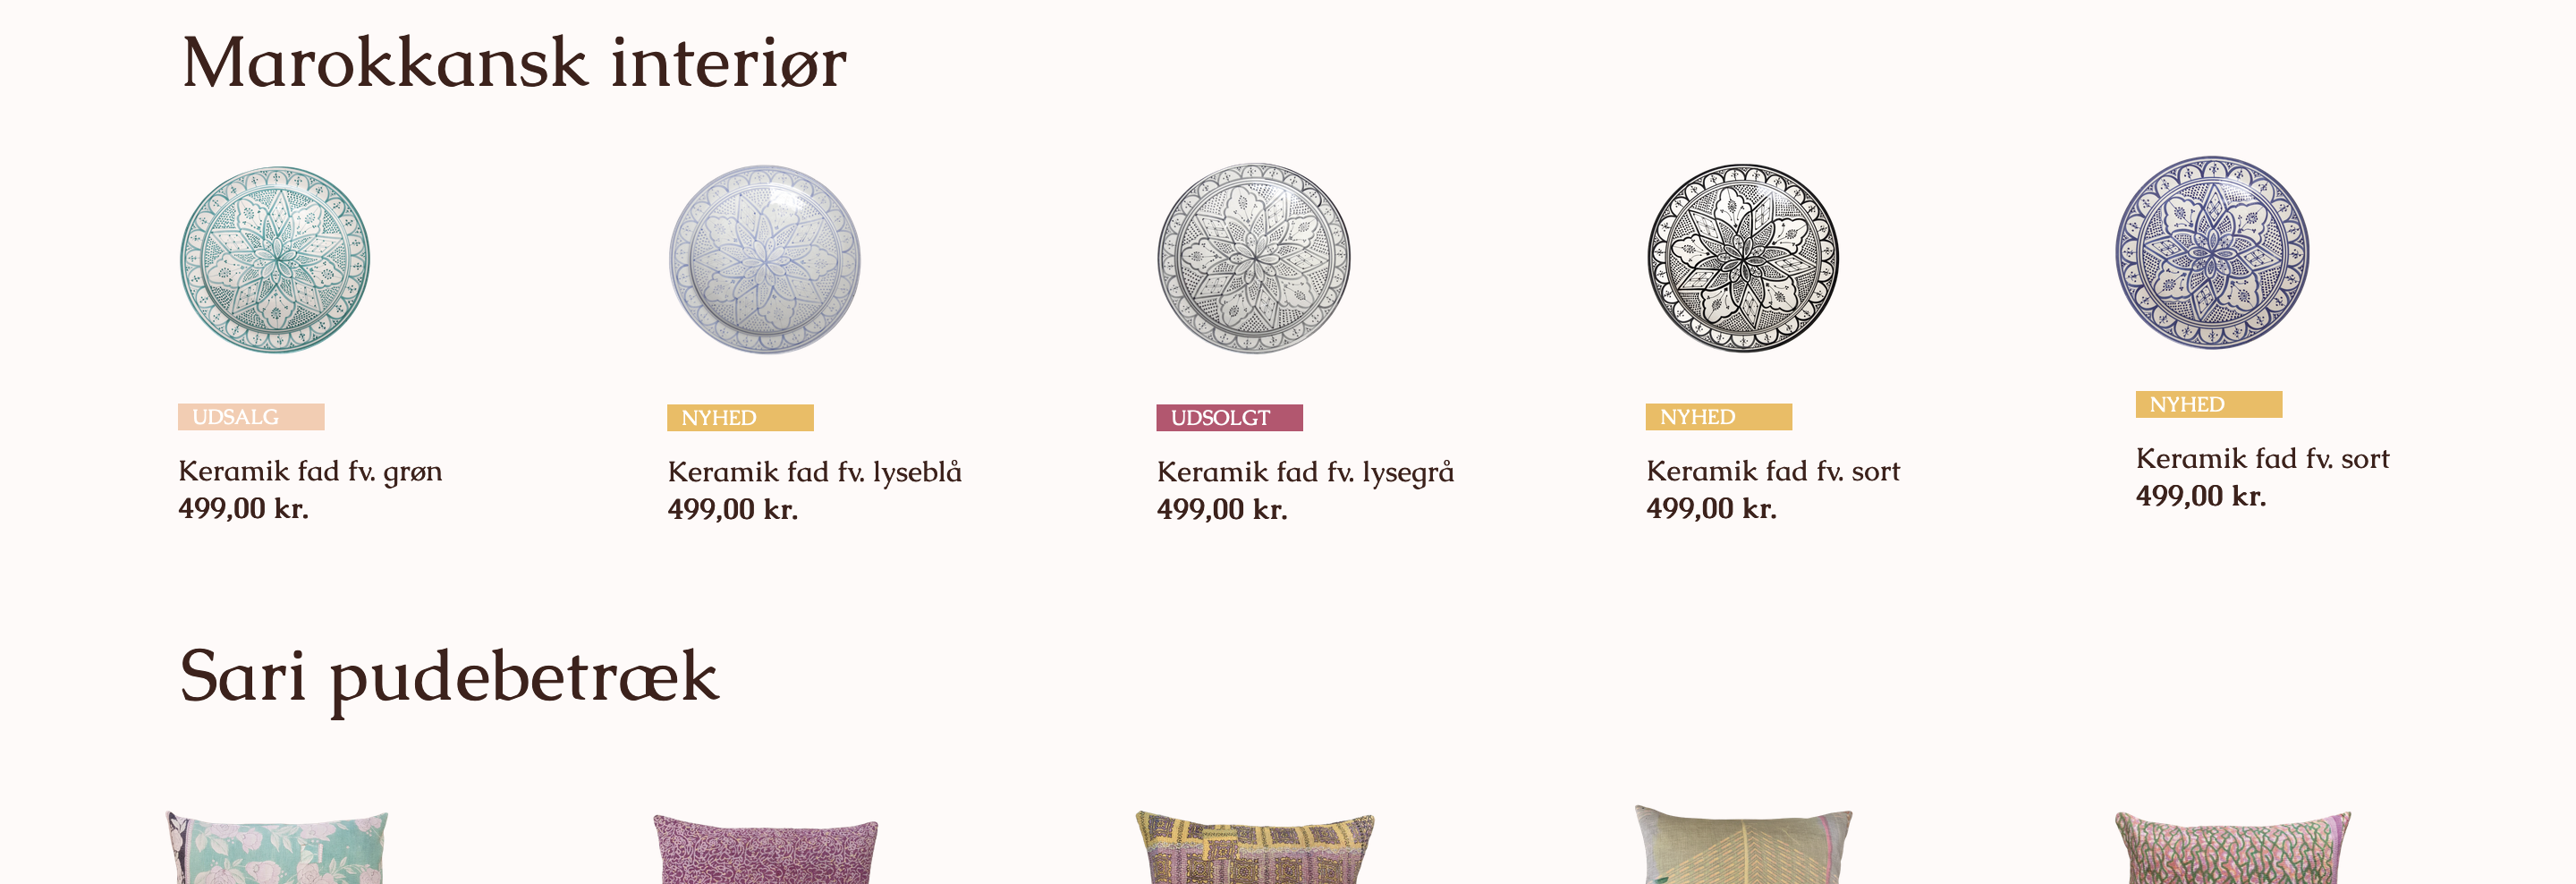 Marokkansk interiør
UDSALG
Keramik fad fv. grøn
499,00 kr.
NYHED
Keramik fad fv. lyseblå
499,00 kr.
UDSOLGT
Keramik fad fv. lysegrå
499,00 kr.
NYHED
Keramik fad fv. sort
499,00 kr.
NYHED
Keramik fad fv. sort
499,00 kr.
Sari pudebetræk